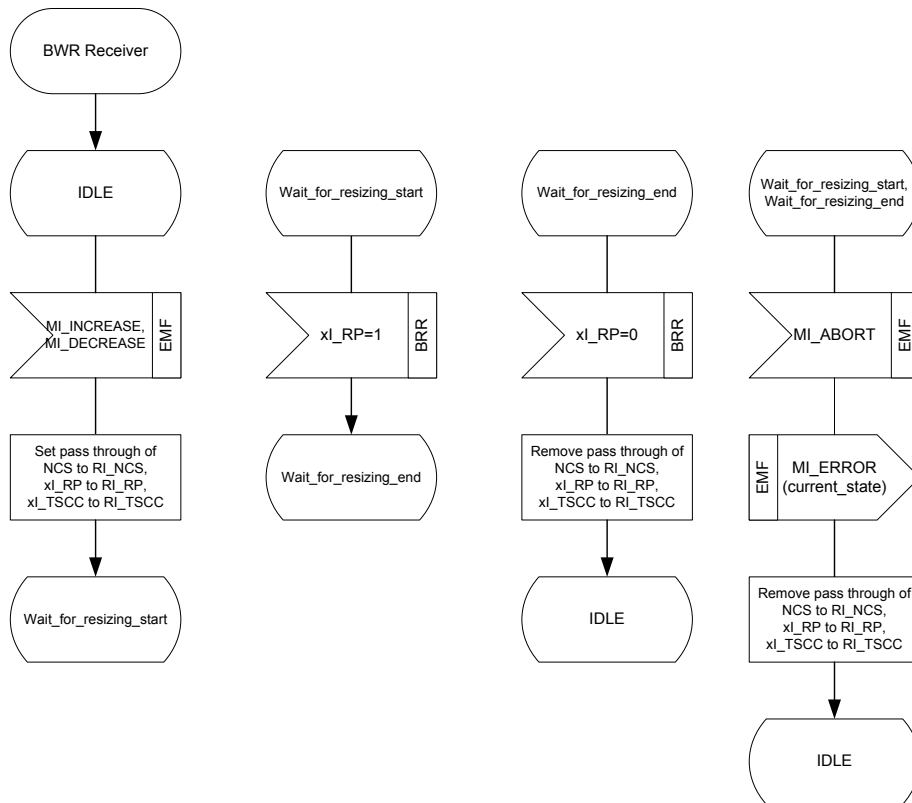 BWR Receiver
IDLE
MI_INCREASE,
MI_DECREASE
EMF
Set pass through of
NCS to RI_NCS,
xI_RP to RI_RP,
xI_TSCC to RI_TSCC
Wait_for_resizing_start
Wait_for_resizing_start
xI_RP=1
BRR
Wait_for_resizing_end
Wait_for_resizing_end
xI_RP=0
BRR
Remove pass through of
NCS to RI_NCS,
xI_RP to RI_RP,
xI_TSCC to RI_TSCC
IDLE
Wait_for_resizing_start,
Wait_for_resizing_end
MI_ABORT
EMF
EMF
MI_ERROR
(current_state)
Remove pass through of
NCS to RI_NCS,
xI_RP to RI_RP,
xI_TSCC to RI_TSCC
IDLE